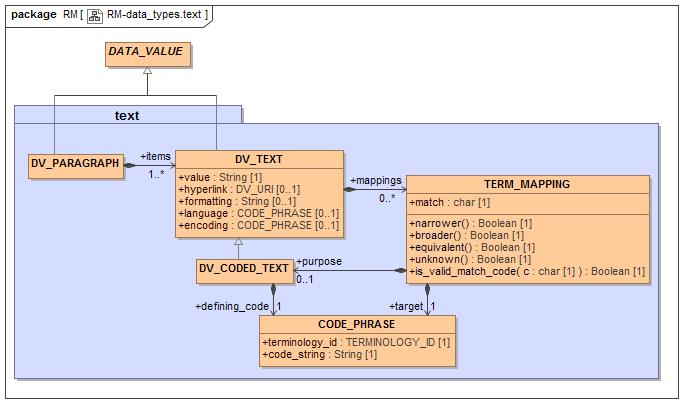 package RM [ RM-data_types.text ]
DATA_VALUE
text
DV_PARAGRAPH
+items
1..*
DV_TEXT
+value : String [1]
+hyperlink : DV_URI [0..1]
+formatting : String [0..1]
+language : CODE_PHRASE [0..1]
+encoding : CODE_PHRASE [0..1]
+mappings
0..*
TERM_MAPPING
+match : char [1]
+narrower() : Boolean [1]
+broader() : Boolean [1]
+equivalent() : Boolean [1]
+unknown() : Boolean [1]
+is_valid_match_code( c : char [1] ) : Boolean [1]
DV_CODED_TEXT
+purpose
0..1
+defining_code 1
+target 1
CODE_PHRASE
+terminology_id : TERMINOLOGY_ID [1]
+code_string : String [1]